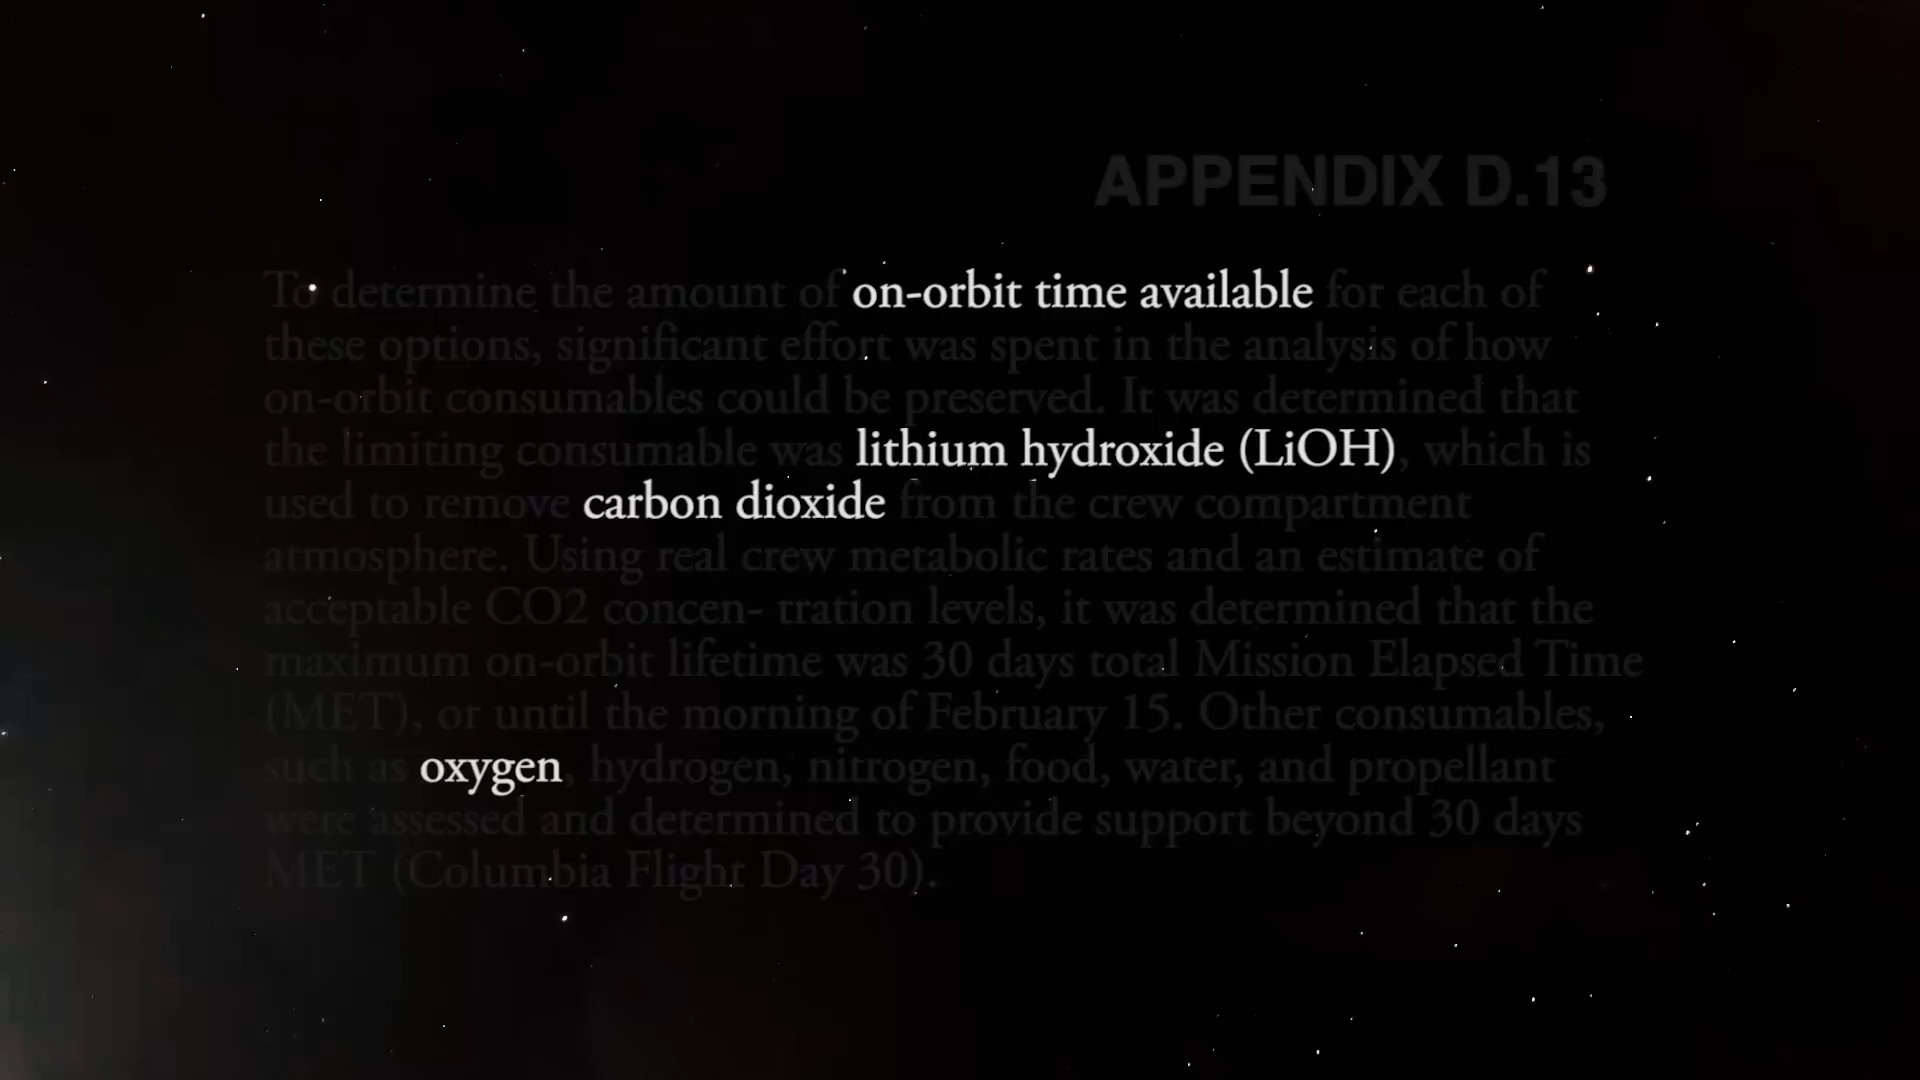 APPENDIX D.13
To determine the amount of on-orbit time available for each of
these options, significant effort was spent in the analysis of how
on-orbit consumables could be preserved. It was determined that
the limiting consumable was lithium hydroxide (LiOH), which is
used to remove carbon dioxide from the crew compartment
atmosphere. Using real crew metabolic rates and an estimate of
acceptable CO2 concen- tration levels, it was determined that the
maximum on-orbit lifetime was 30 days total Mission Elapsed Time
(MET), or until the morning of February 15. Other consumables,
such as oxygen, hydrogen, nitrogen, food, water, and propellant
were assessed and determined to provide support beyond 30 days
MET (Columbia Flight Day 30).